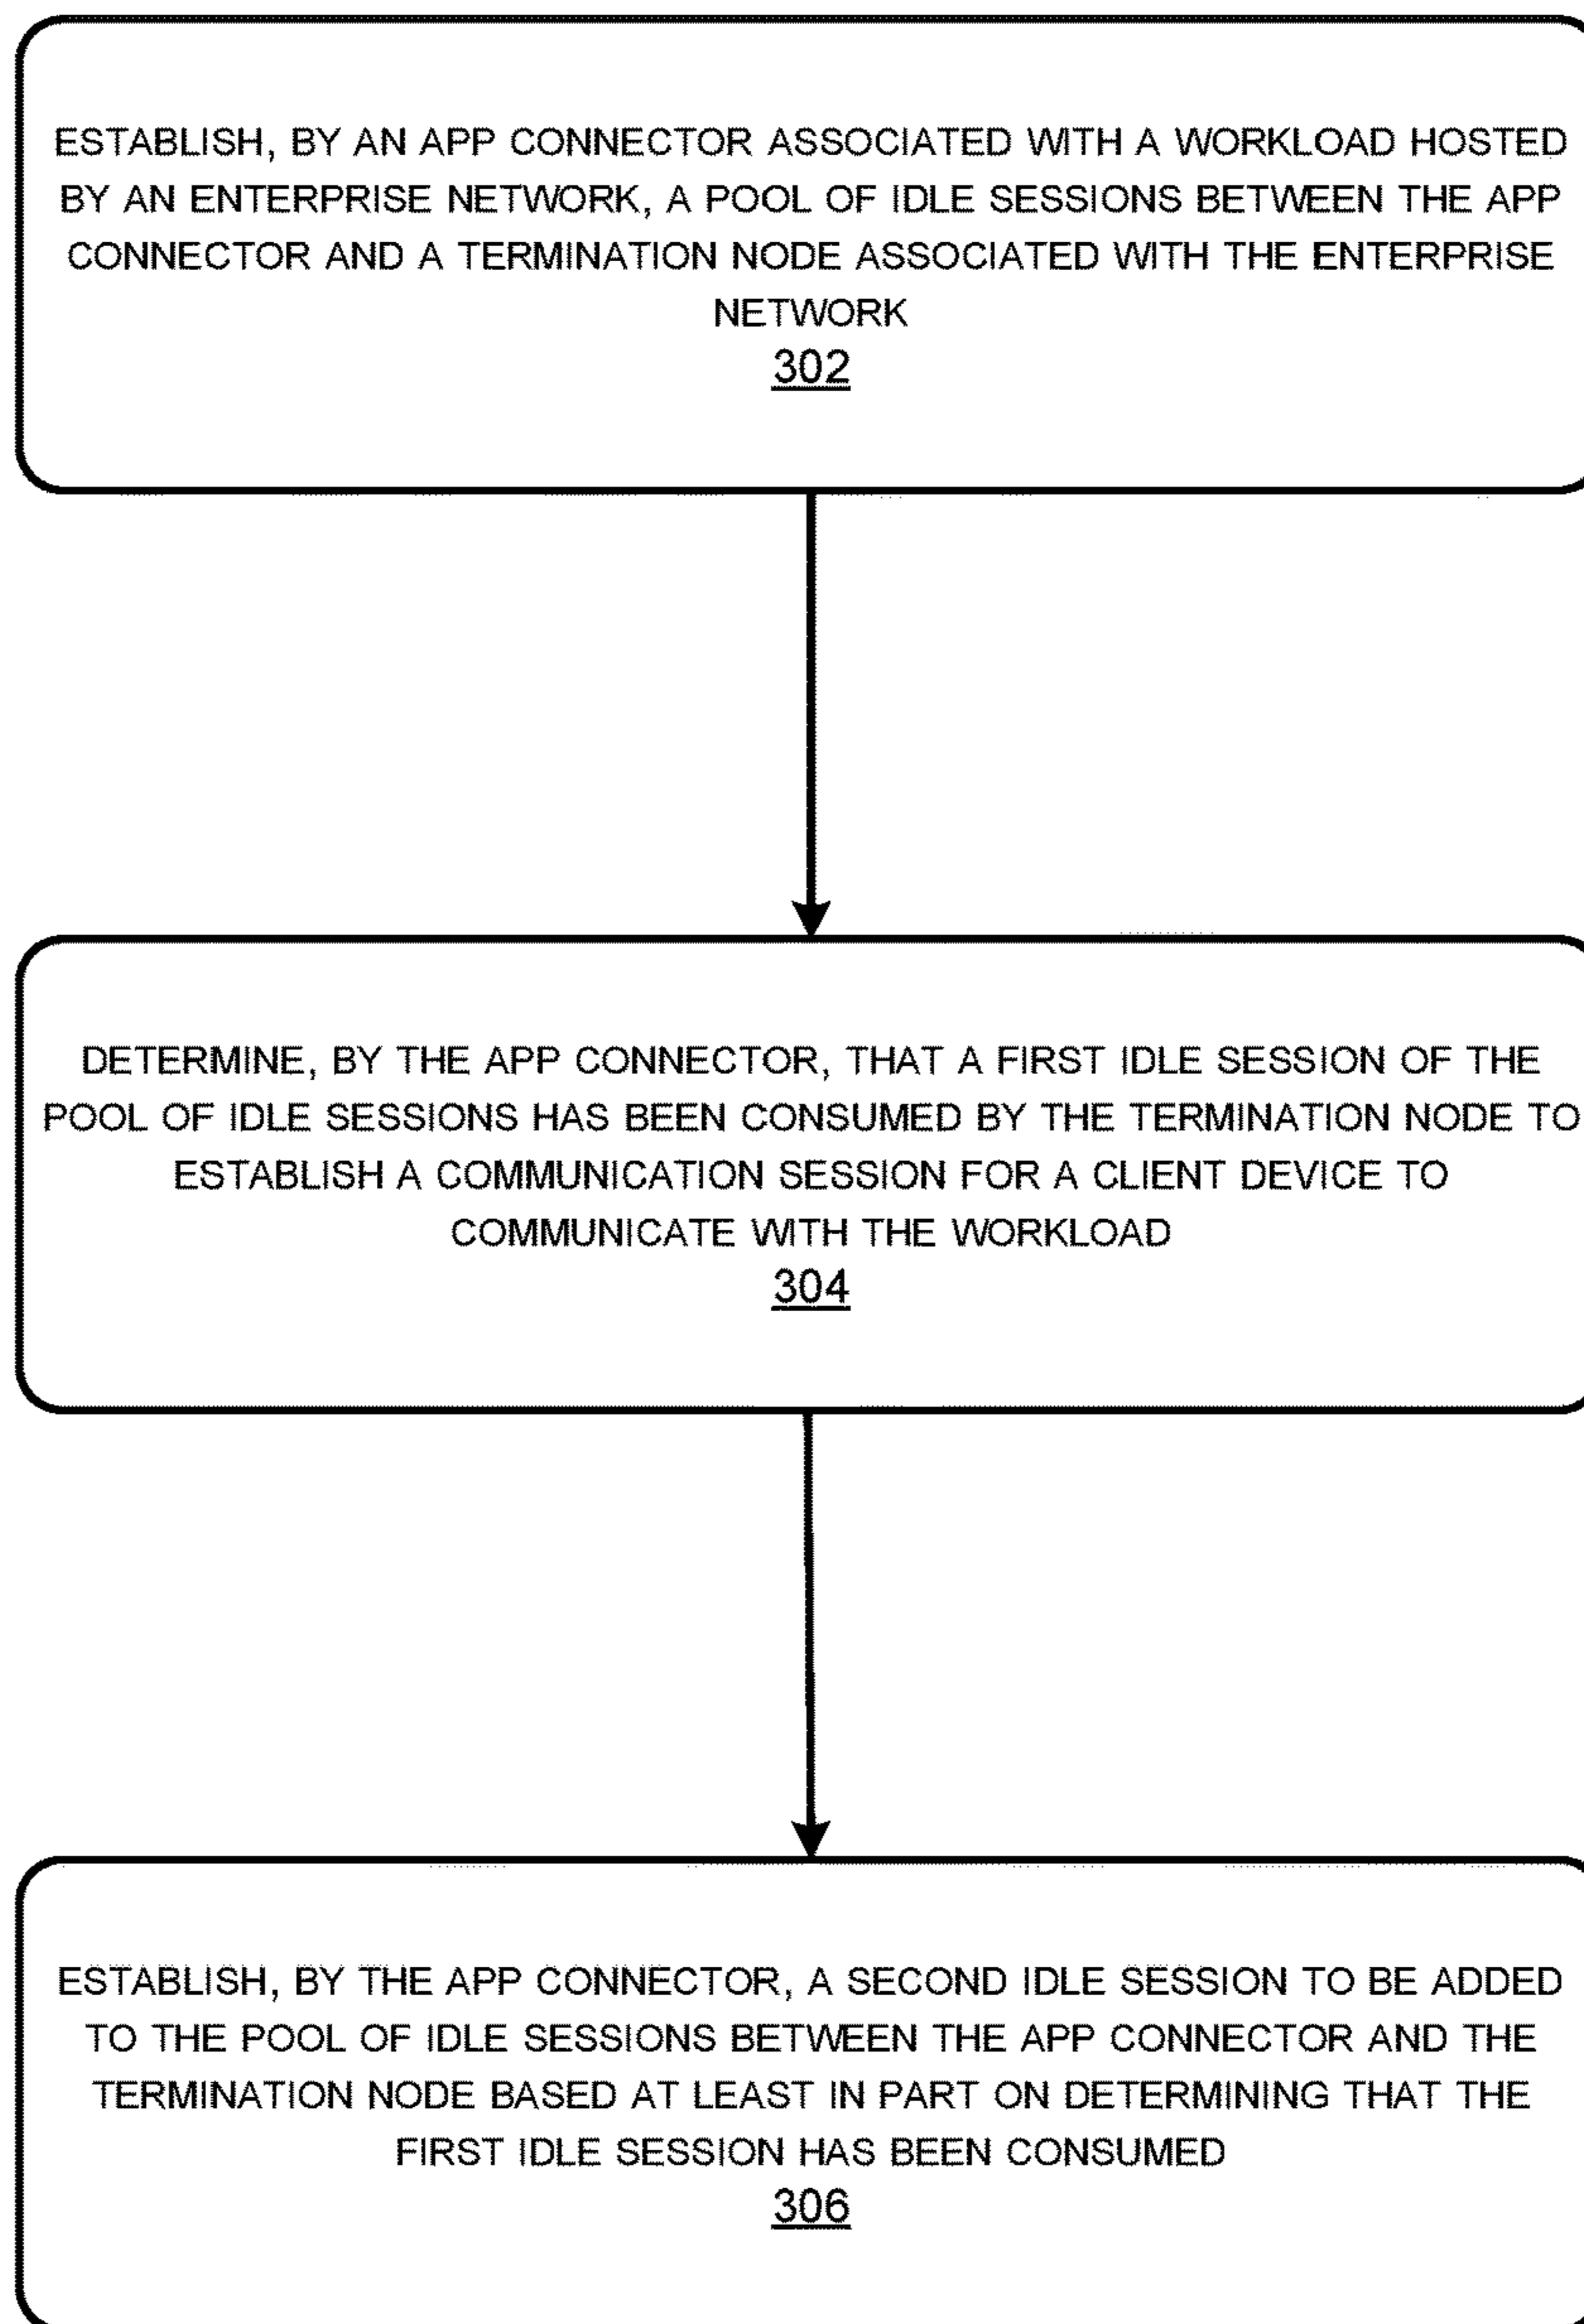 ESTABLISH, BY AN APP CONNECTOR ASSOCIATED WITH A WORKLOAD HOSTED
BY AN ENTERPRISE NETWORK, A POOL OF IDLE SESSIONS BETWEEN THE APP
CONNECTOR AND A TERMINATION NODE ASSOCIATED WITH THE ENTERPRISE
NETWORK
302
DETERMINE, BY THE APP CONNECTOR, THAT A FIRST IDLE SESSION OF THE
POOL OF IDLE SESSIONS HAS BEEN CONSUMED BY THE TERMINATION NODE TO
ESTABLISH A COMMUNICATION SESSION FOR A CLIENT DEVICE TO
COMMUNICATE WITH THE WORKLOAD
304
ESTABLISH, BY THE APP CONNECTOR, A SECOND IDLE SESSION TO BE ADDED
TO THE POOL OF IDLE SESSIONS BETWEEN THE APP CONNECTOR AND THE
TERMINATION NODE BASED AT LEAST IN PART ON DETERMINING THAT THE
FIRST IDLE SESSION HAS BEEN CONSUMED
306